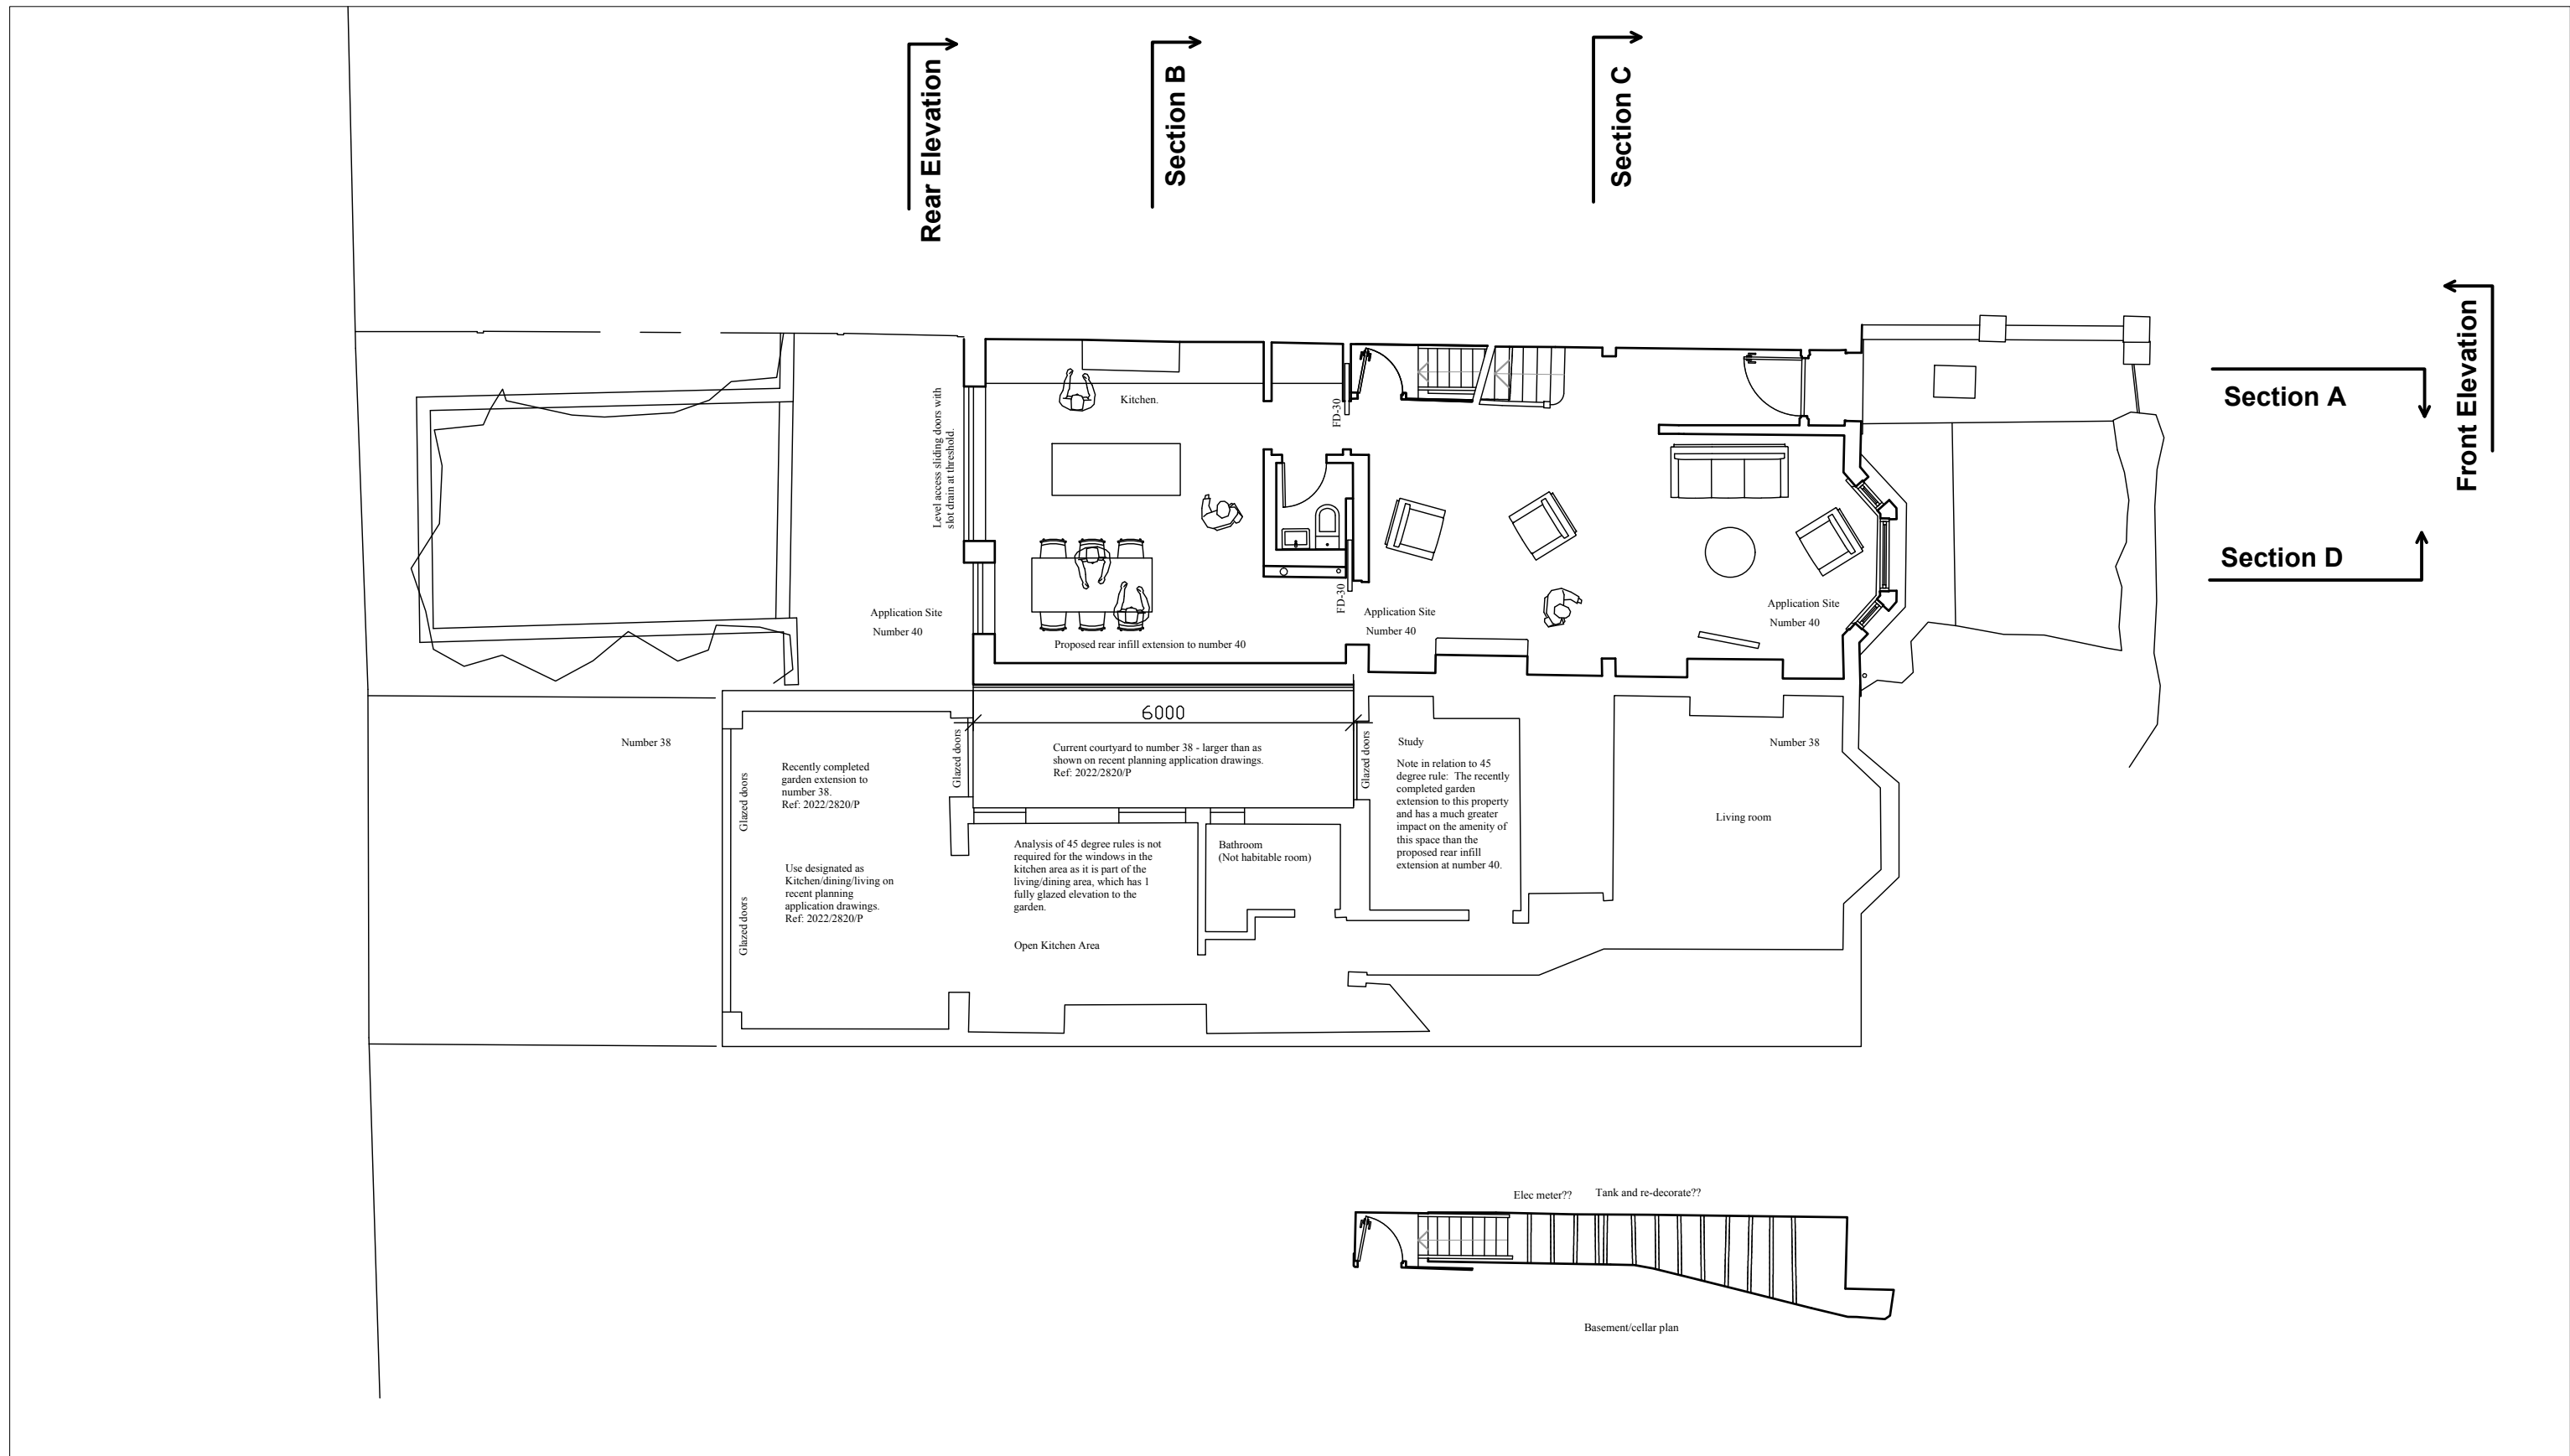 Rear Elevation
Section B
Section C
Front Elevation
Section A
Section D
Level access sliding doors with
slot drain at threshold.
Kitchen.
FD-30
FD-30
Application Site
Number 40
Application Site
Number 40
Application Site
Number 40
Proposed rear infill extension to number 40
6000
Number 38
Glazed doors
Glazed doors
Recently completed
garden extension to
number 38.
Ref: 2022/2820/P
Use designated as
Kitchen/dining/living on
recent planning
application drawings.
Ref: 2022/2820/P
Glazed doors
Current courtyard to number 38 - larger than as
shown on recent planning application drawings.
Ref: 2022/2820/P
Glazed doors
Analysis of 45 degree rules is not
required for the windows in the
kitchen area as it is part of the
living/dining area, which has 1
fully glazed elevation to the
garden.
Open Kitchen Area
Bathroom
(Not habitable room)
Study
Note in relation to 45
degree rule: The recently
completed garden
extension to this property
and has a much greater
impact on the amenity of
this space than the
proposed rear infill
extension at number 40.
Number 38
Living room
Elec meter??
Tank and re-decorate??
Basement/cellar plan